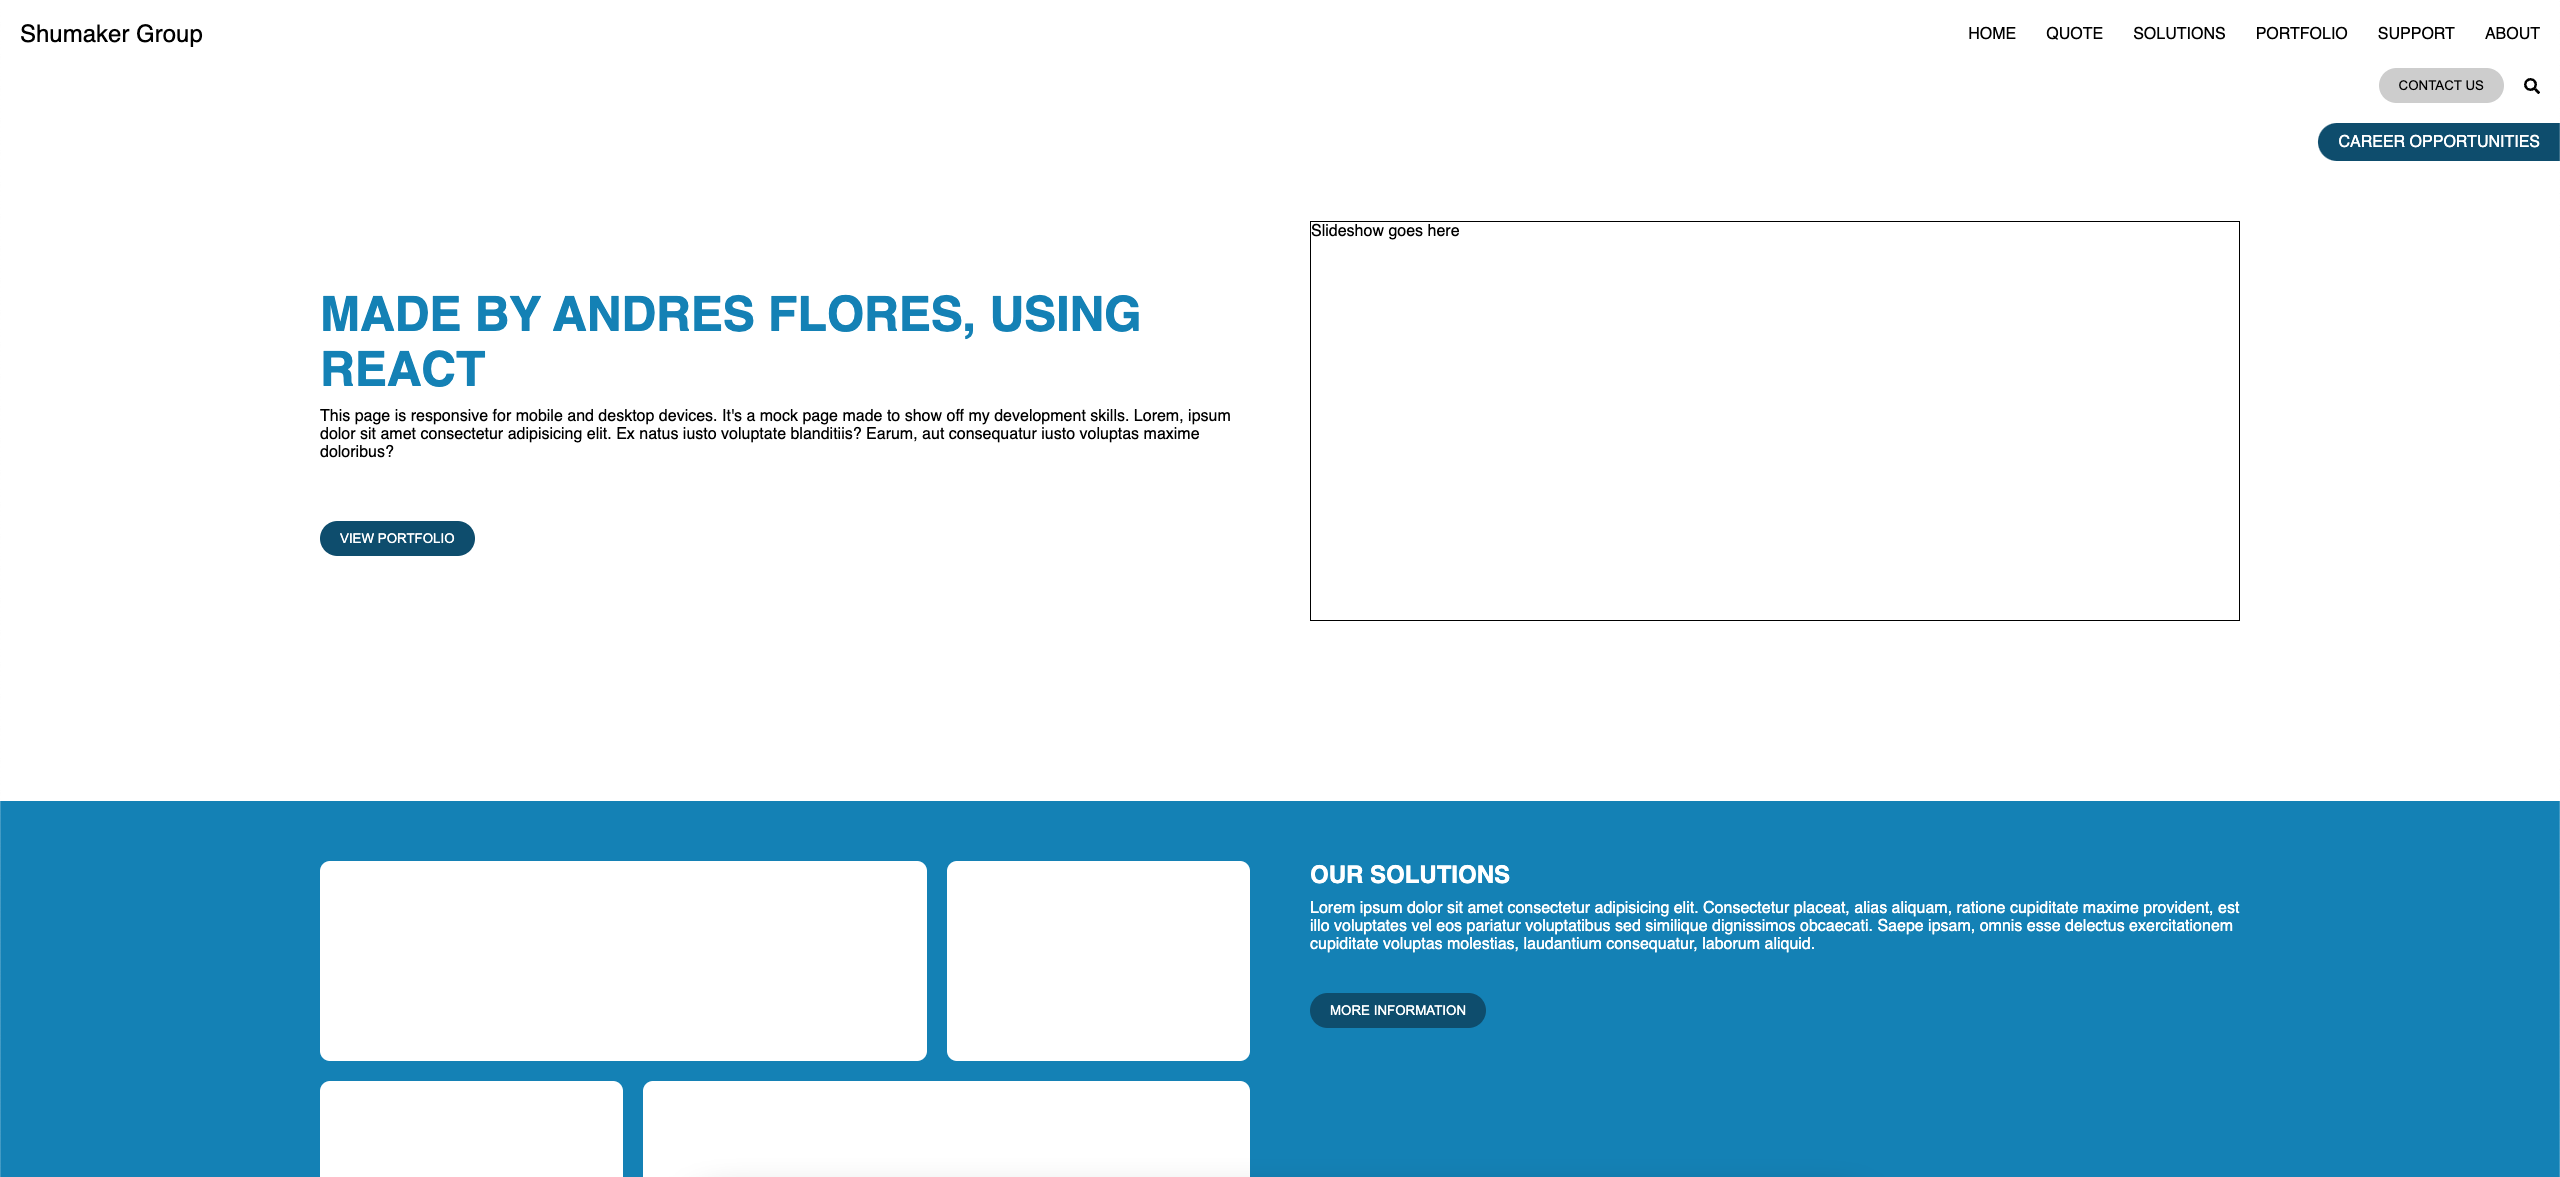 Shumaker Group
HOME QUOTE SOLUTIONS PORTFOLIO SUPPORT ABOUT
CONTACT US
CAREER OPPORTUNITIES
MADE BY ANDRES FLORES, USING
REACT
This page is responsive for mobile and desktop devices. It's a mock page made to show off my development skills. Lorem, ipsum
dolor sit amet consectetur adipisicing elit. Ex natus iusto voluptate blanditiis? Earum, aut consequatur iusto voluptas maxime
doloribus?
VIEW PORTFOLIO
Slideshow goes here
OUR SOLUTIONS
Lorem ipsum dolor sit amet consectetur adipisicing elit. Consectetur placeat, alias aliquam, ratione cupiditate maxime provident, est
illo voluptates vel eos pariatur voluptatibus sed similique dignissimos obcaecati. Saepe ipsam, omnis esse delectus exercitationem
cupiditate voluptas molestias, laudantium consequatur, laborum aliquid.
MORE INFORMATION